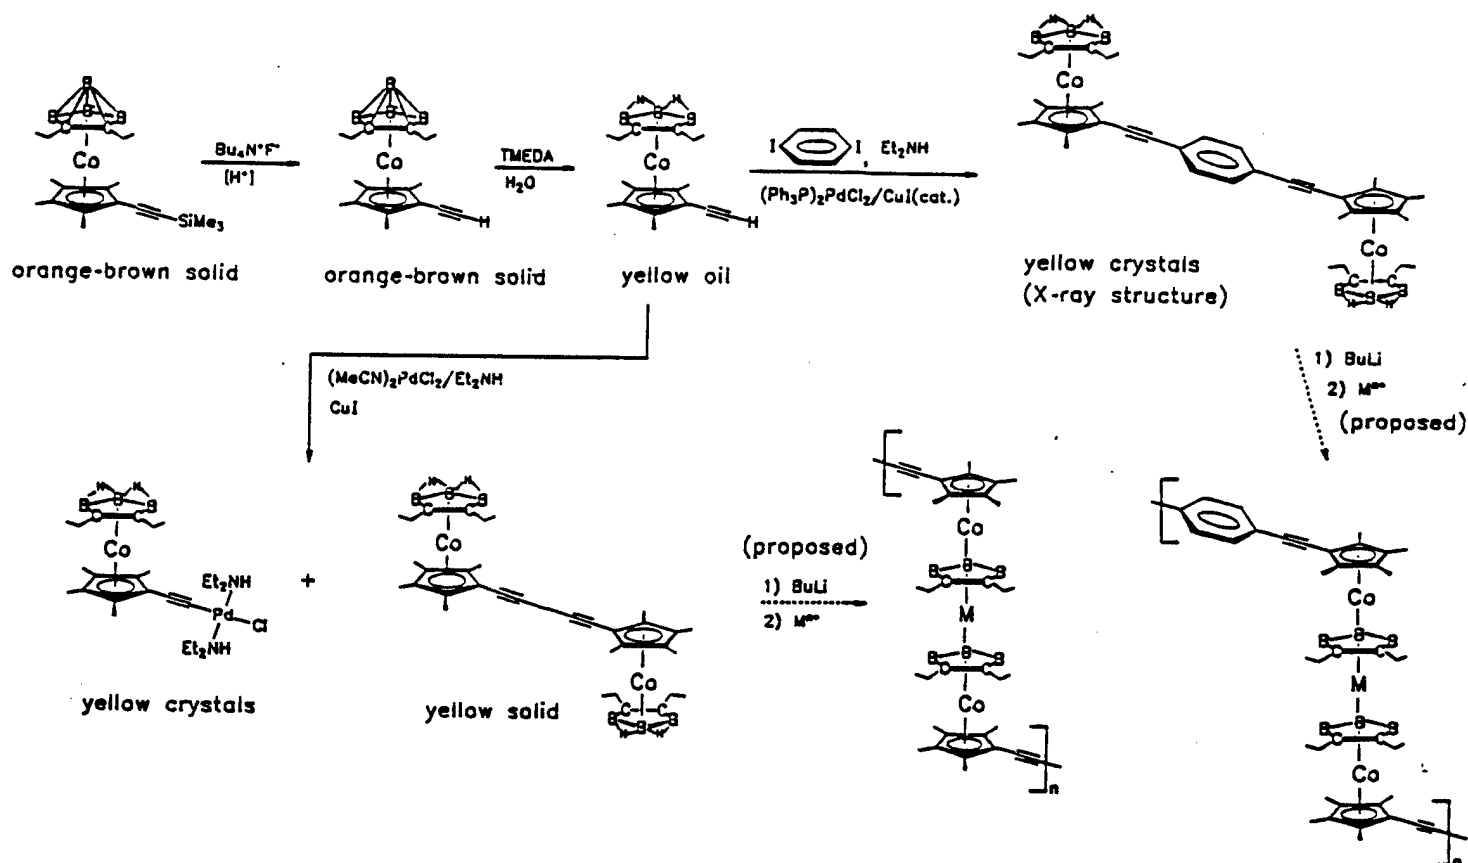 Co
Bu₄N⁺F⁻
[H⁺]
SiMe₃
orange-brown solid
Co
H
orange-brown solid
TMEDA
H₂O
Co
H
yellow oil
I I, Et₂NH
(Ph₃P)₂PdCl₂/CuI(cat.)
Co
Co
yellow crystals
(X-ray structure)
(MeCN)₂PdCl₂/Et₂NH
CuI
1) BuLi
2) Mⁿ⁺
(proposed)
Co
Et₂NH
Pd
Cl
Et₂NH
yellow crystals
+
Co
Co
yellow solid
(proposed)
1) BuLi
2) Mⁿ⁺
Co
M
Co
n
Co
M
Co